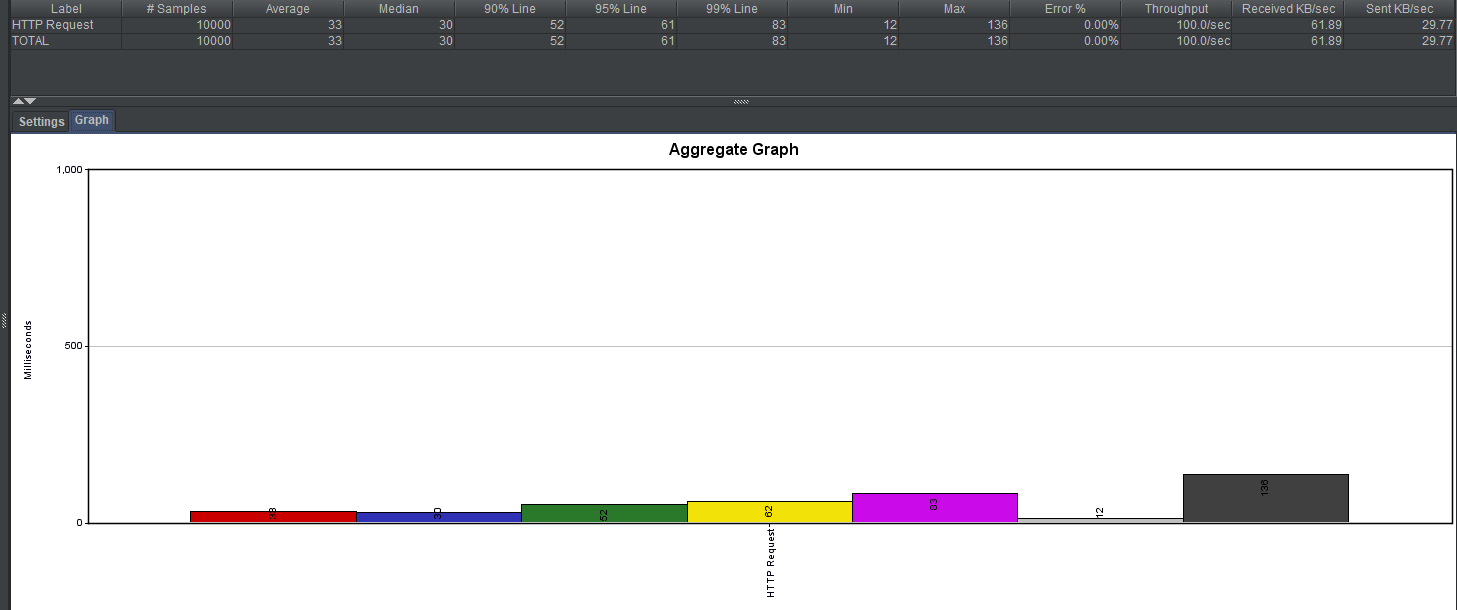 Label # Samples Average Median 90% Line 95% Line 99% Line Min Max Error % Throughput Received KB/sec Sent KB/sec
HTTP Request 10000 33 30 52 61 83 12 136 0.00% 100.0/sec 61.89 29.77
TOTAL 10000 33 30 52 61 83 12 136 0.00% 100.0/sec 61.89 29.77
Settings Graph
Aggregate Graph
1,000
500
0
Milliseconds
33 30 52 62 83 12 136
HTTP Request